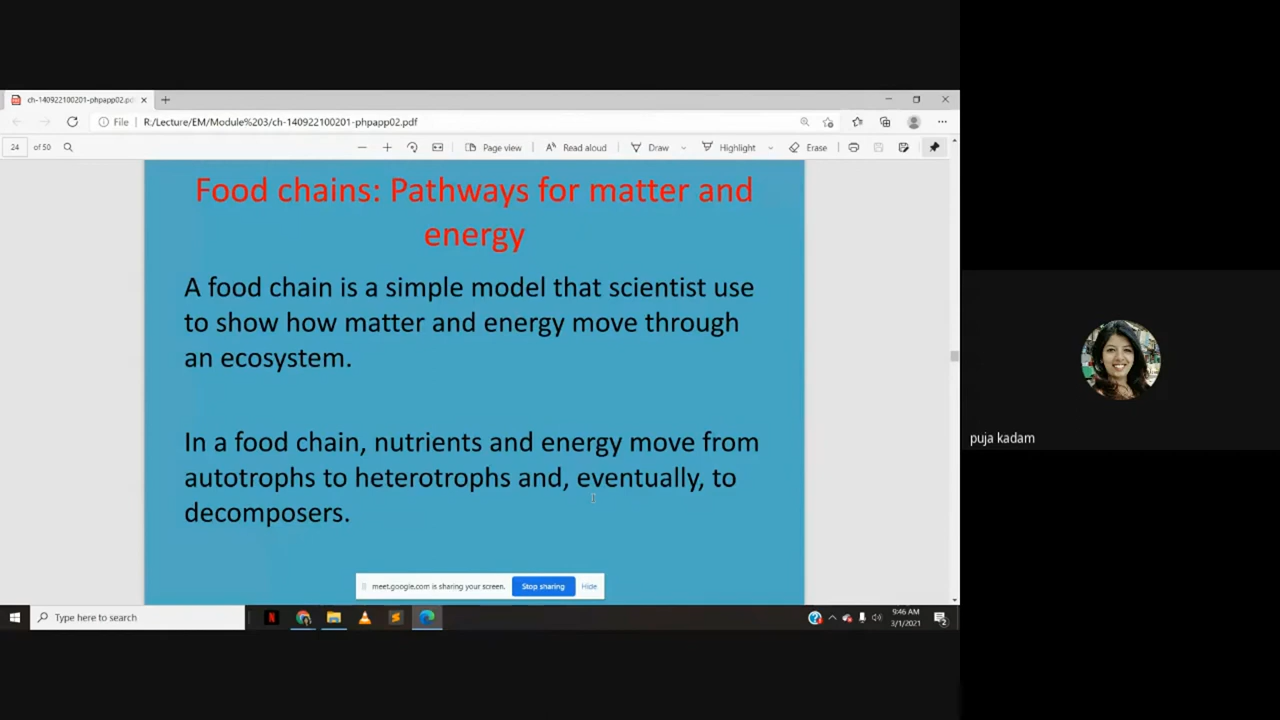 ch-140922100201-phpapp02.pd
File R:/Lecture/EM/Module%203/ch-140922100201-phpapp02.pdf
24 of 50 Page view Read aloud Draw Highlight Erase
Food chains: Pathways for matter and
energy
A food chain is a simple model that scientist use
to show how matter and energy move through
an ecosystem.
In a food chain, nutrients and energy move from
autotrophs to heterotrophs and, eventually, to
decomposers.
meet.google.com is sharing your screen. Stop sharing Hide
Type here to search
9:46 AM
3/1/2021
2
puja kadam